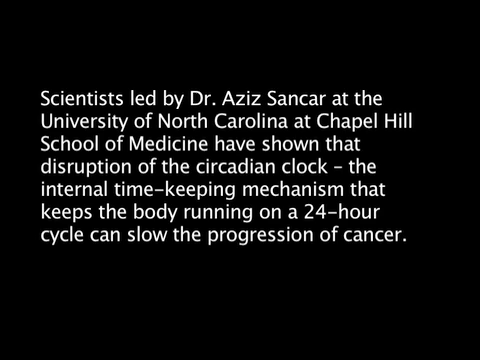 Scientists led by Dr. Aziz Sancar at the
University of North Carolina at Chapel Hill
School of Medicine have shown that
disruption of the circadian clock – the
internal time-keeping mechanism that
keeps the body running on a 24-hour
cycle can slow the progression of cancer.